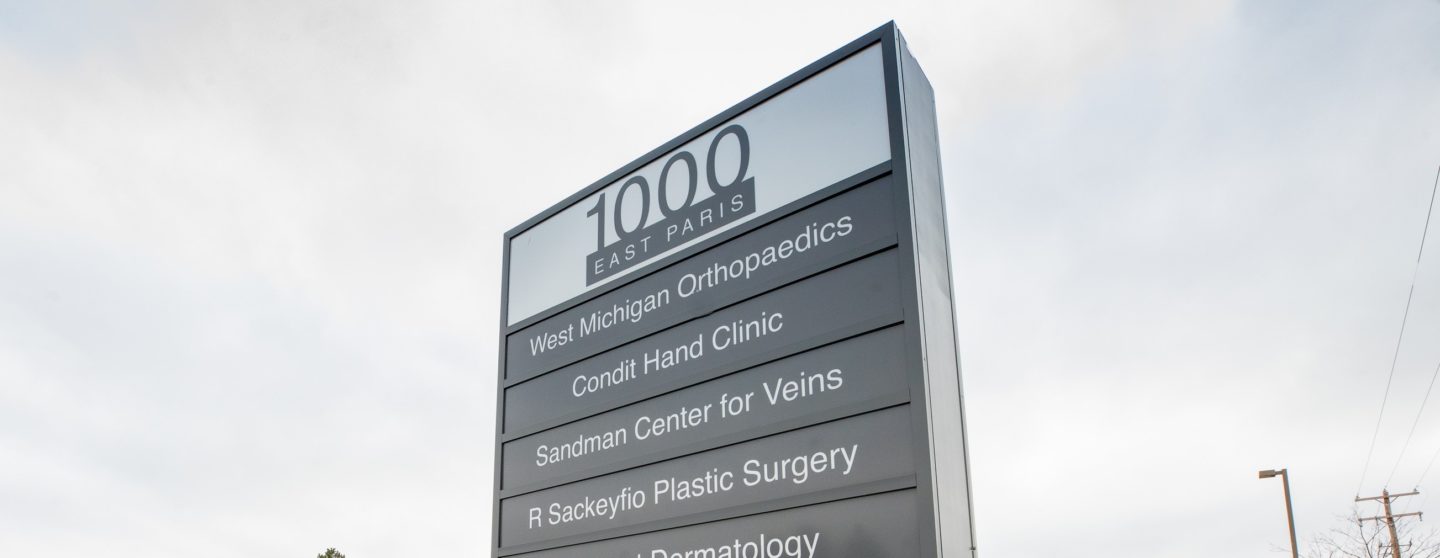 1000
EAST PARIS
West Michigan Orthopaedics
Condit Hand Clinic
Sandman Center for Veins
R Sackeyfio Plastic Surgery
Dermatology